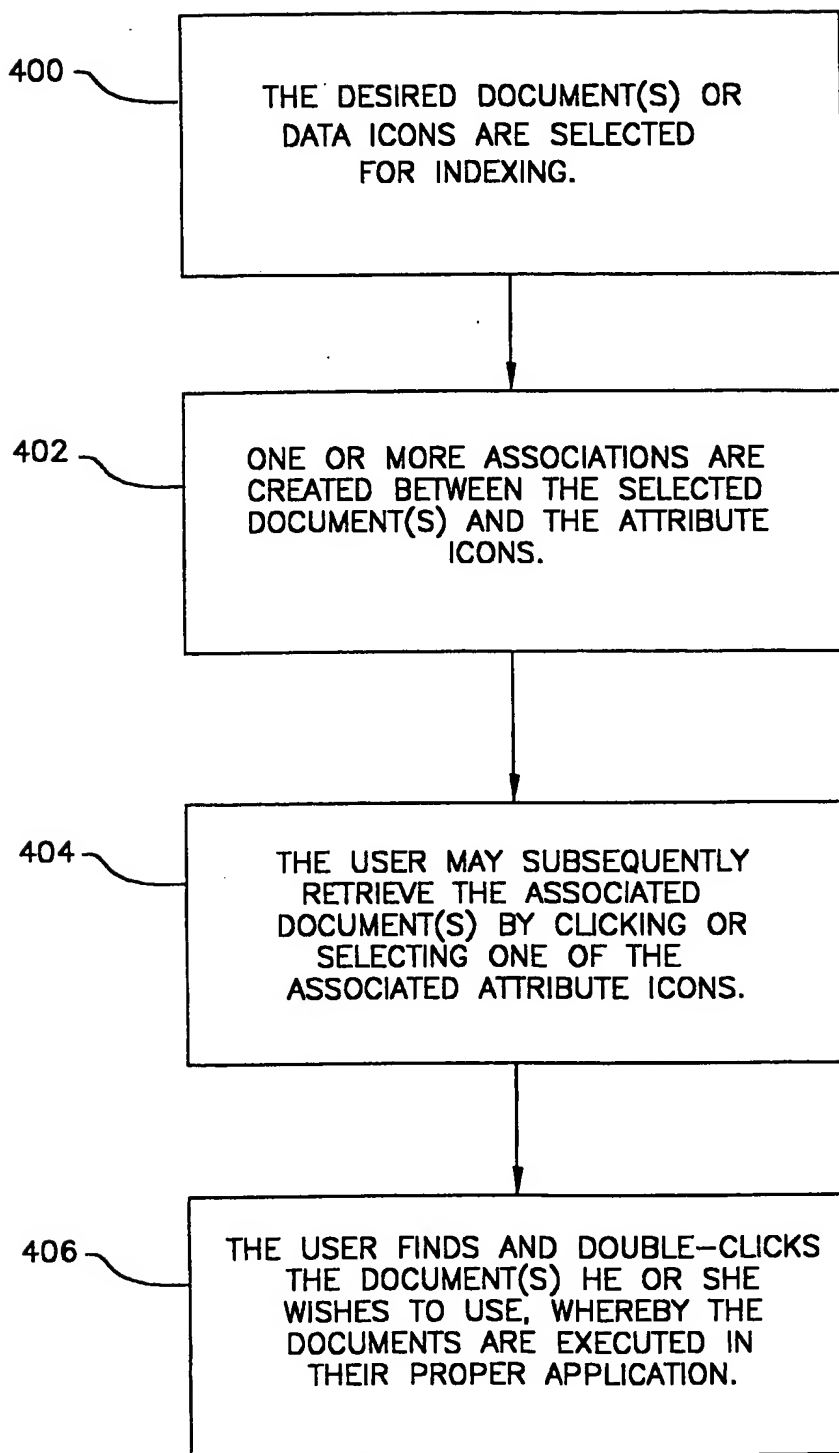 400
THE DESIRED DOCUMENT(S) OR
DATA ICONS ARE SELECTED
FOR INDEXING.
402
ONE OR MORE ASSOCIATIONS ARE
CREATED BETWEEN THE SELECTED
DOCUMENT(S) AND THE ATTRIBUTE
ICONS.
404
THE USER MAY SUBSEQUENTLY
RETRIEVE THE ASSOCIATED
DOCUMENT(S) BY CLICKING OR
SELECTING ONE OF THE
ASSOCIATED ATTRIBUTE ICONS.
406
THE USER FINDS AND DOUBLE-CLICKS
THE DOCUMENT(S) HE OR SHE
WISHES TO USE, WHEREBY THE
DOCUMENTS ARE EXECUTED IN
THEIR PROPER APPLICATION.